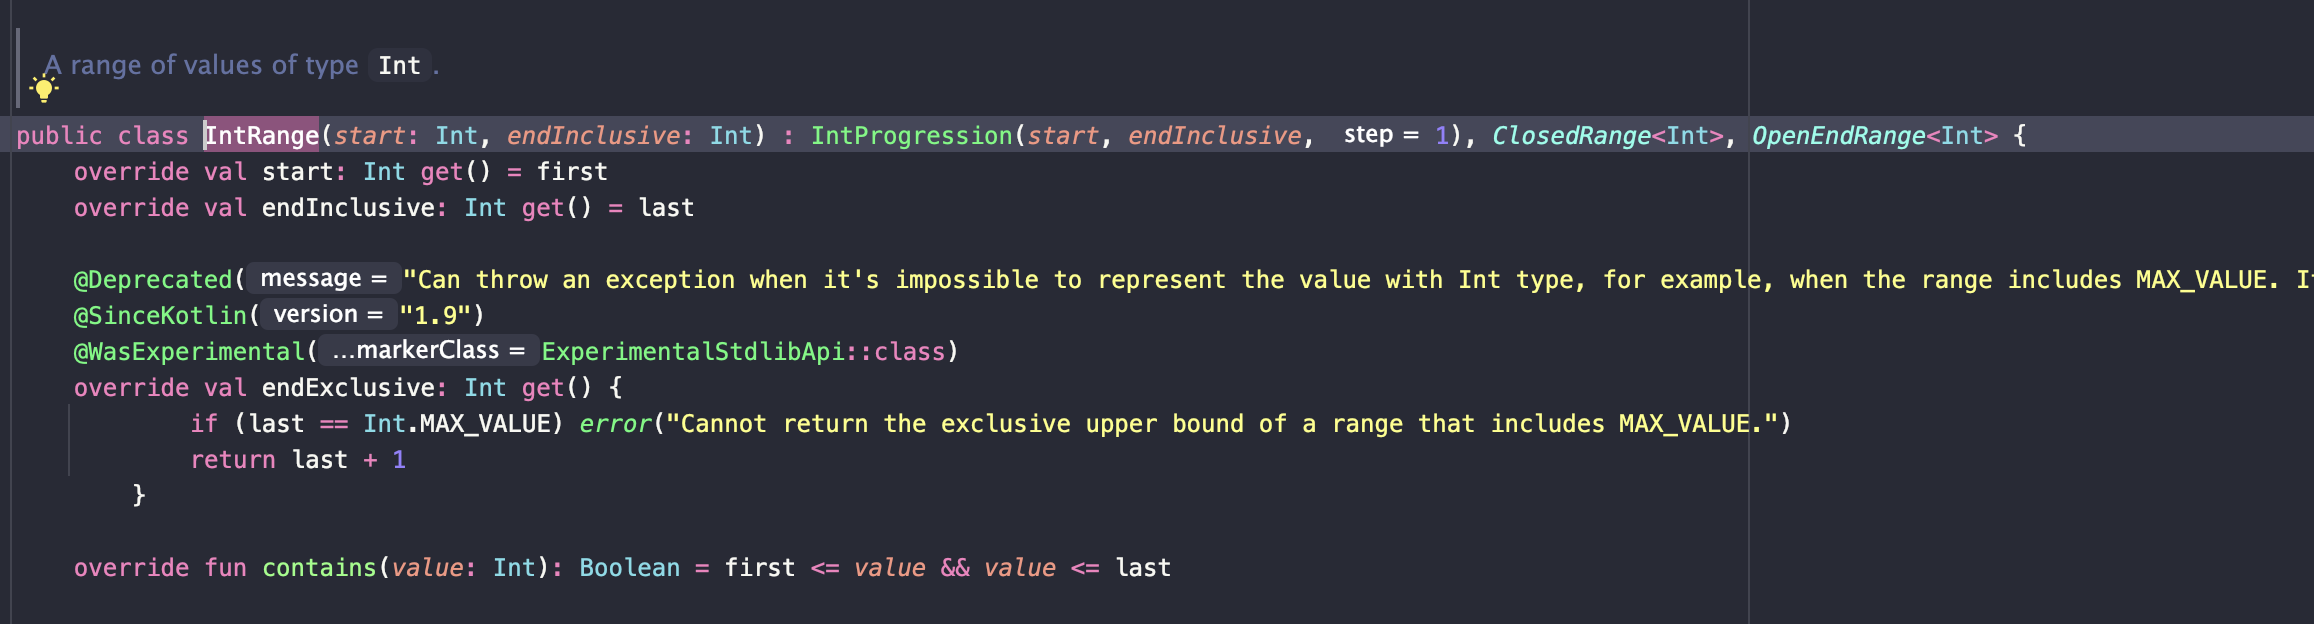 A range of values of type Int.
public class IntRange(start: Int, endInclusive: Int) : IntProgression(start, endInclusive, step = 1), ClosedRange<Int>, OpenEndRange<Int> {
override val start: Int get() = first
override val endInclusive: Int get() = last
@Deprecated( message = "Can throw an exception when it's impossible to represent the value with Int type, for example, when the range includes MAX_VALUE. I
@SinceKotlin( version = "1.9")
@WasExperimental( ...markerClass = ExperimentalStdlibApi::class)
override val endExclusive: Int get() {
if (last == Int.MAX_VALUE) error("Cannot return the exclusive upper bound of a range that includes MAX_VALUE.")
return last + 1
}
override fun contains(value: Int): Boolean = first <= value && value <= last